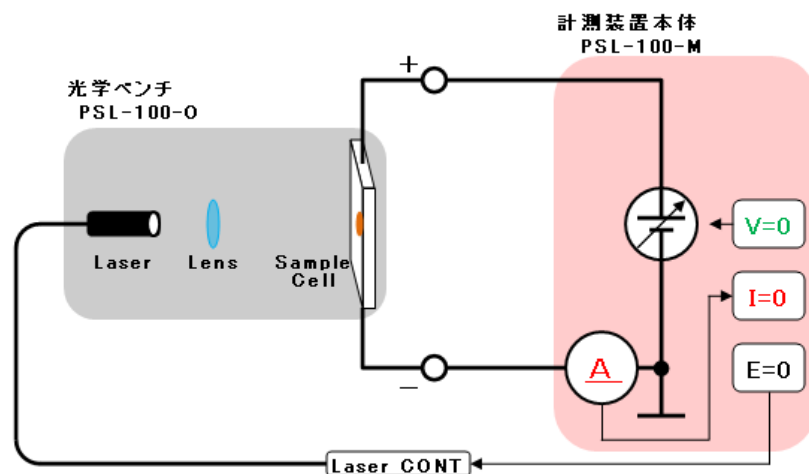 計測装置本体
PSL-100-M
光学ベンチ
PSL-100-O
+
V=0
Laser
Lens
Sample
Cell
I=0
A
E=0
−
Laser CONT